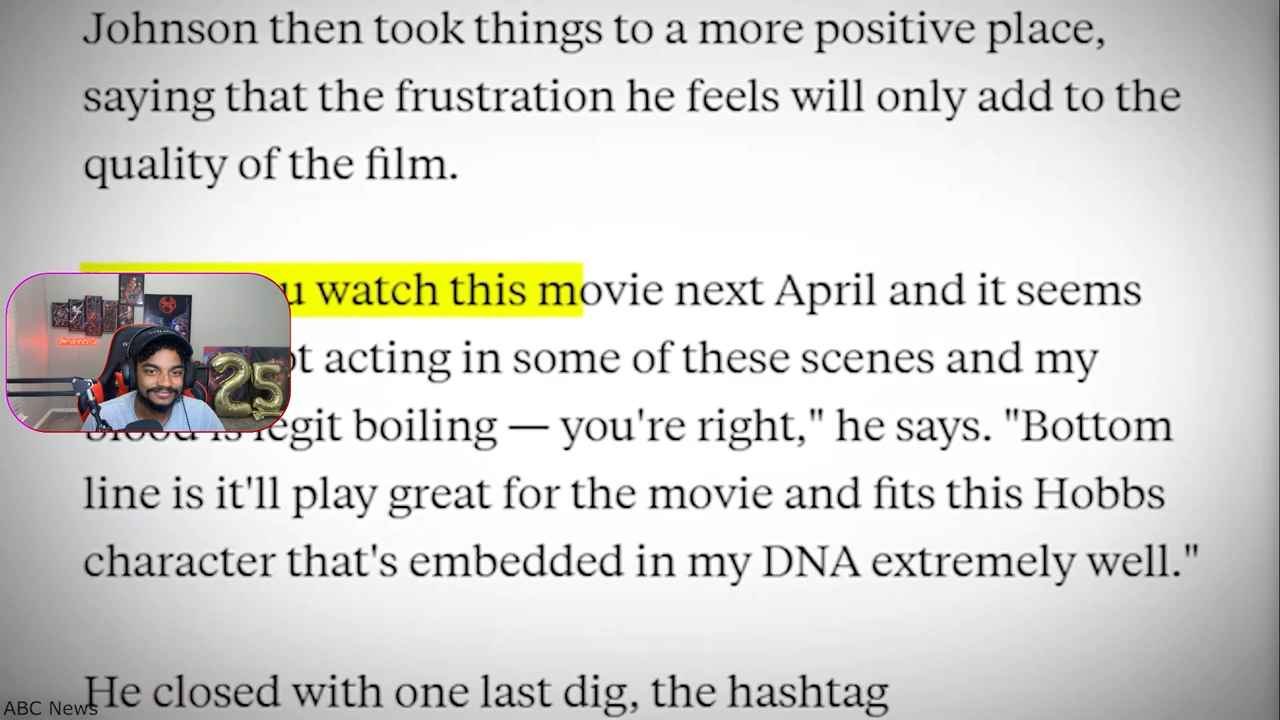 Johnson then took things to a more positive place,
saying that the frustration he feels will only add to the
quality of the film.
u watch this movie next April and it seems
acting in some of these scenes and my
legit boiling — you're right," he says. "Bottom
line is it'll play great for the movie and fits this Hobbs
character that's embedded in my DNA extremely well."
He closed with one last dig, the hashtag
25
ABC News